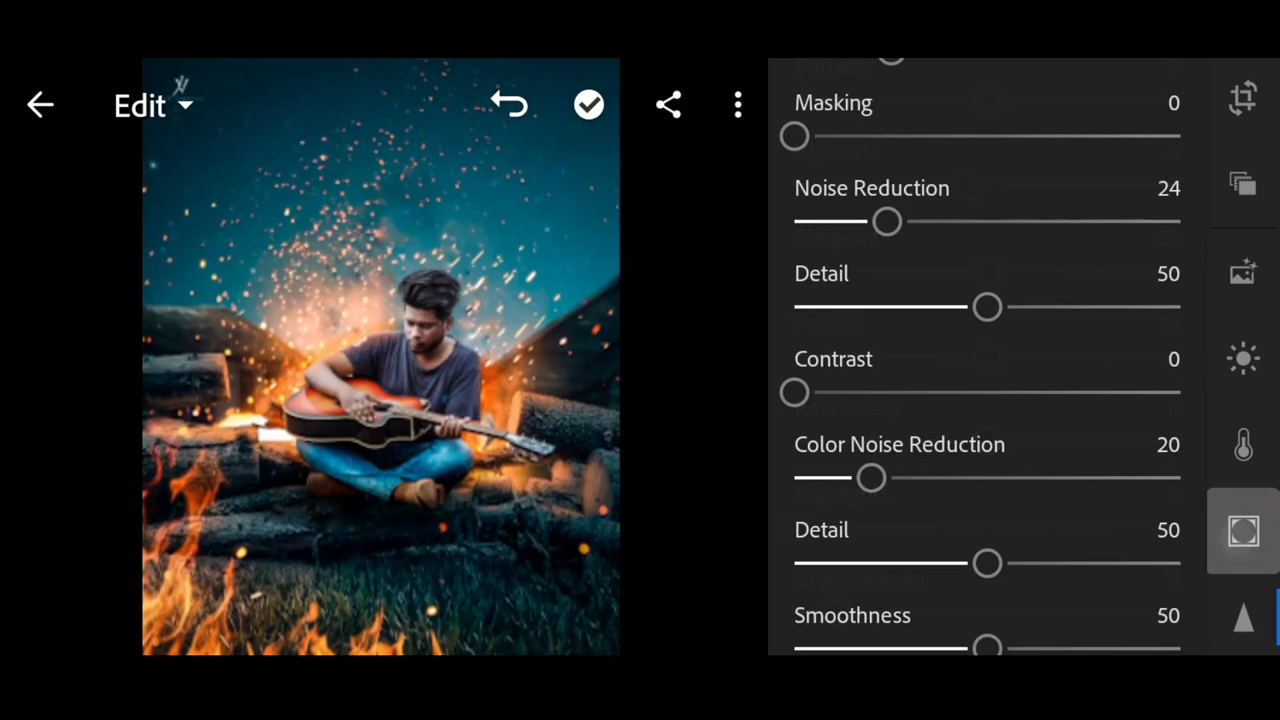 Edit
Masking 0
Noise Reduction 24
Detail 50
Contrast 0
Color Noise Reduction 20
Detail 50
Smoothness 50